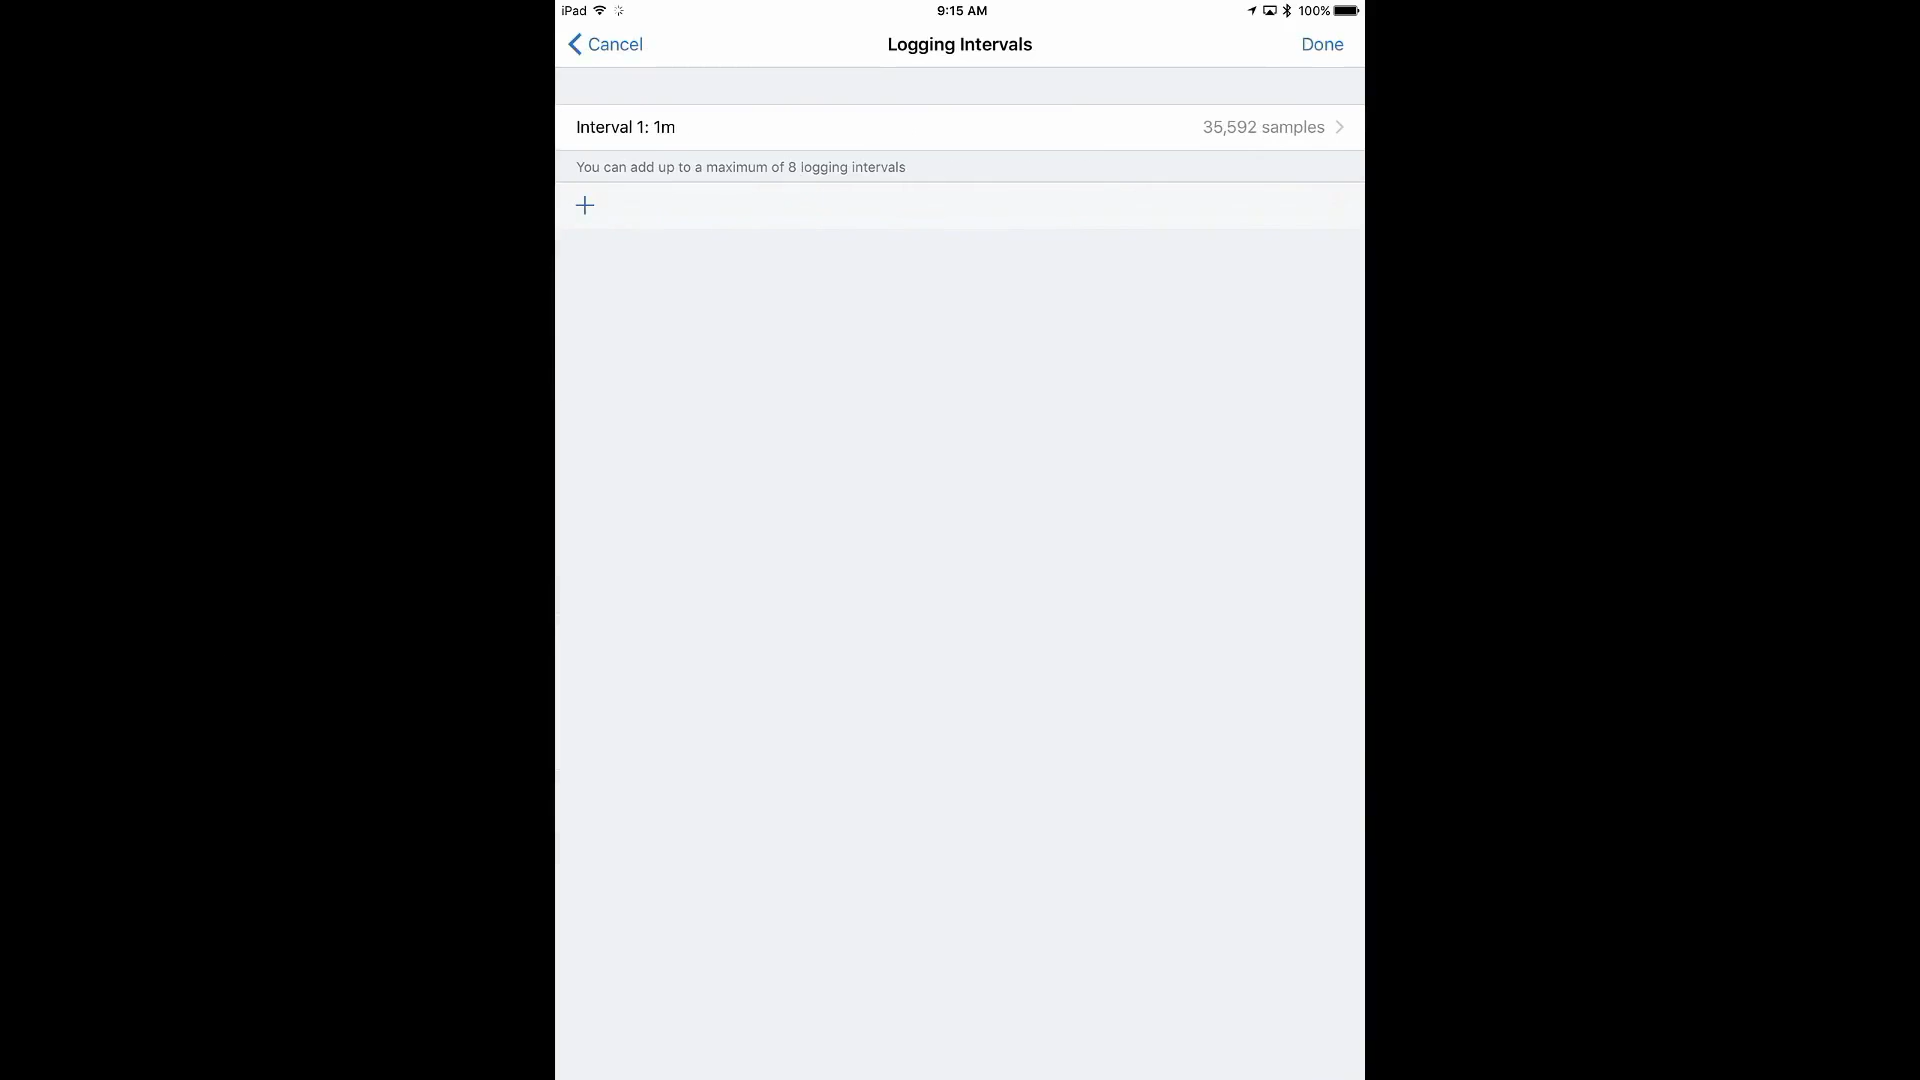 iPad 9:15 AM 100%
Cancel Logging Intervals Done
Interval 1: 1m 35,592 samples
You can add up to a maximum of 8 logging intervals